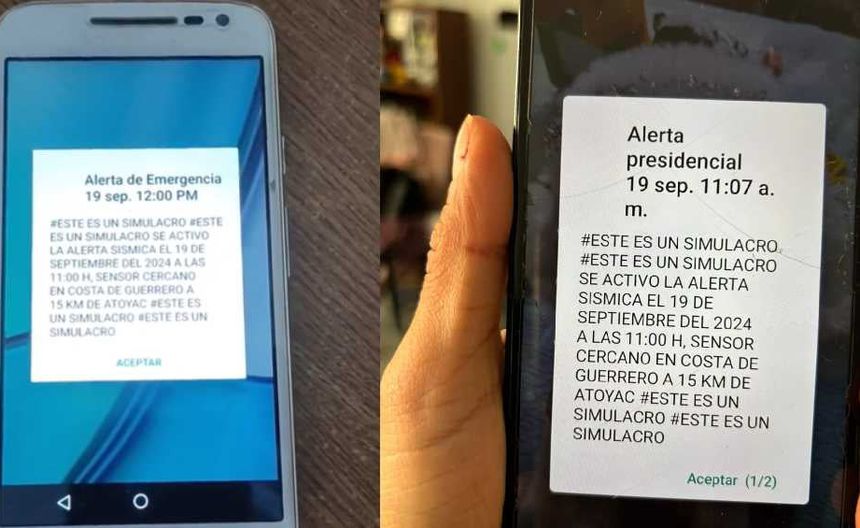 Alerta de Emergencia
19 sep. 12:00 PM
#ESTE ES UN SIMULACRO #ESTE
ES UN SIMULACRO SE ACTIVO
LA ALERTA SISMICA EL 19 DE
SEPTIEMBRE DEL 2024 A LAS
11:00 H, SENSOR CERCANO
EN COSTA DE GUERRERO A
15 KM DE ATOYAC #ESTE ES
UN SIMULACRO #ESTE ES UN
SIMULACRO
ACEPTAR
Alerta
presidencial
19 sep. 11:07 a.
m.
#ESTE ES UN SIMULACRO
#ESTE ES UN SIMULACRO
SE ACTIVO LA ALERTA
SISMICA EL 19 DE
SEPTIEMBRE DEL 2024
A LAS 11:00 H, SENSOR
CERCANO EN COSTA DE
GUERRERO A 15 KM DE
ATOYAC #ESTE ES UN
SIMULACRO #ESTE ES UN
SIMULACRO
Aceptar (1/2)